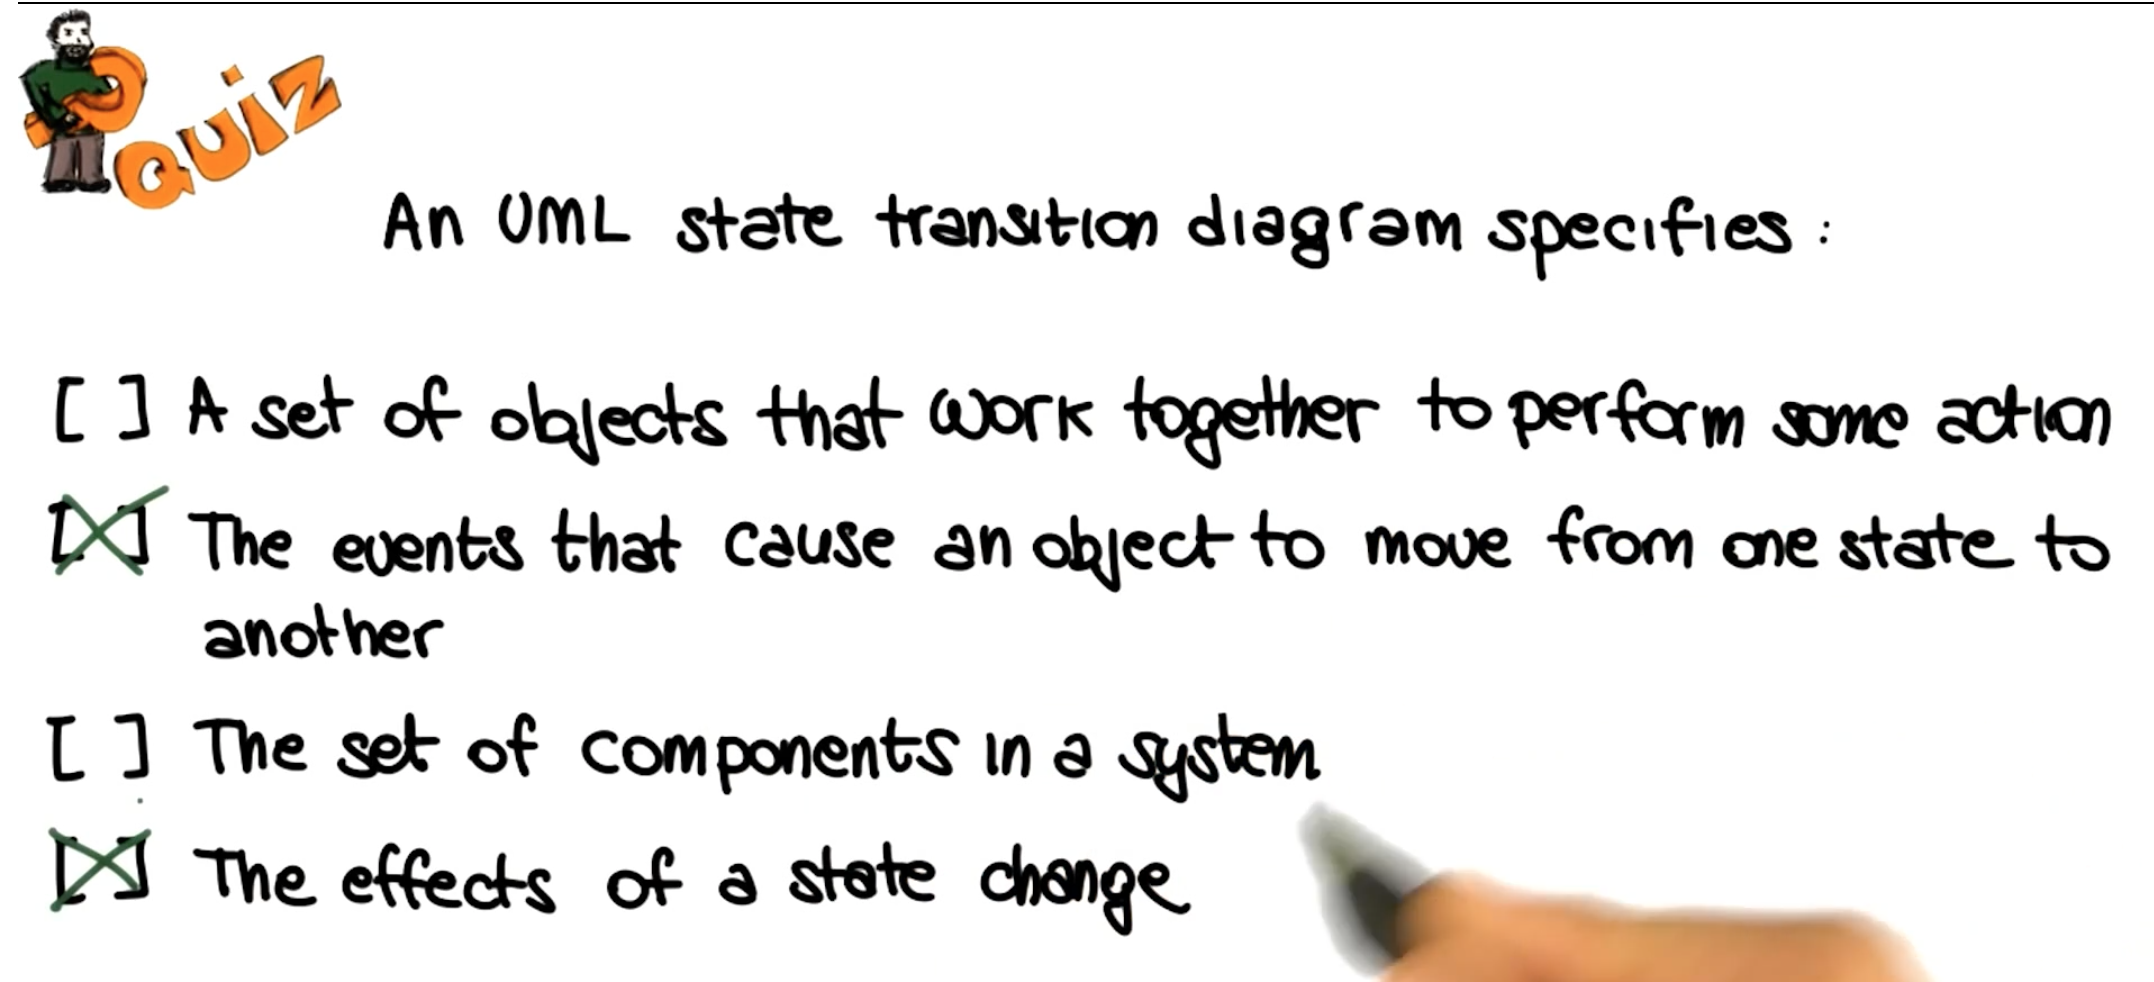 QUIZ
An UML state transition diagram specifies :
[ ] A set of objects that work together to perform some action
[X] The events that cause an object to move from one state to
another
[ ] The set of components in a system
[X] The effects of a state change